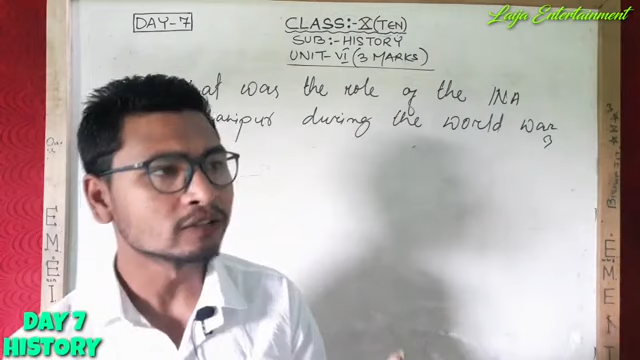 Laija Entertainment
DAY-7
CLASS:-X(TEN)
SUB:-HISTORY
UNIT-VI(3 MARKS)
was the role of the INA
during the world war
DAY 7
HISTORY